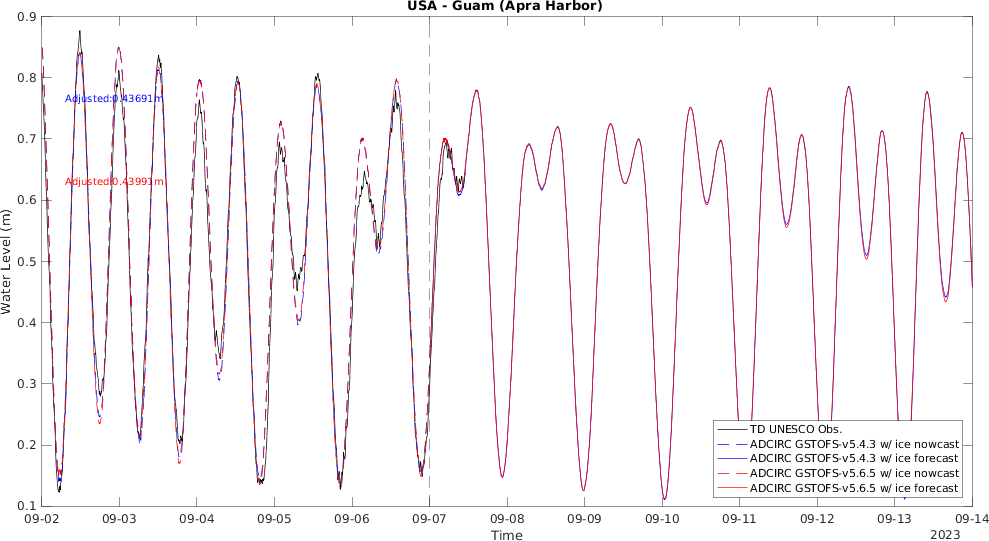 USA - Guam (Apra Harbor)
0.9
0.8
0.7
0.6
0.5
0.4
0.3
0.2
0.1
Water Level (m)
Adjusted:0.43691m
Adjusted:0.43991m
TD UNESCO Obs.
ADCIRC GSTOFS-v5.4.3 w/ ice nowcast
ADCIRC GSTOFS-v5.4.3 w/ ice forecast
ADCIRC GSTOFS-v5.6.5 w/ ice nowcast
ADCIRC GSTOFS-v5.6.5 w/ ice forecast
09-02 09-03 09-04 09-05 09-06 09-07 09-08 09-09 09-10 09-11 09-12 09-13 09-14
Time
2023